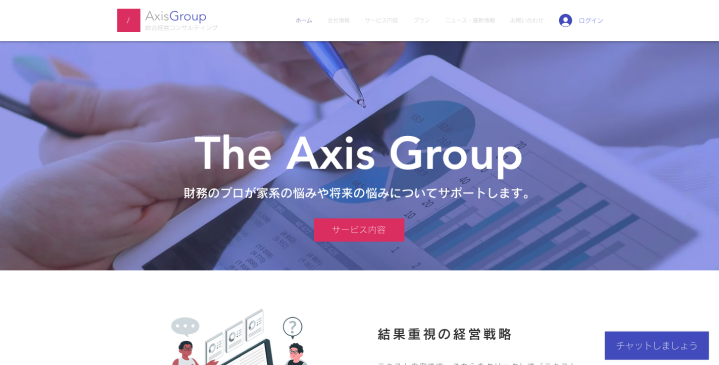 /
AxisGroup
総合経営コンサルティング
ホーム 会社情報 サービス内容 プラン ニュース・最新情報 お問い合わせ ログイン
The Axis Group
財務のプロが家系の悩みや将来の悩みについてサポートします。
サービス内容
?
結果重視の経営戦略
チャットしましょう